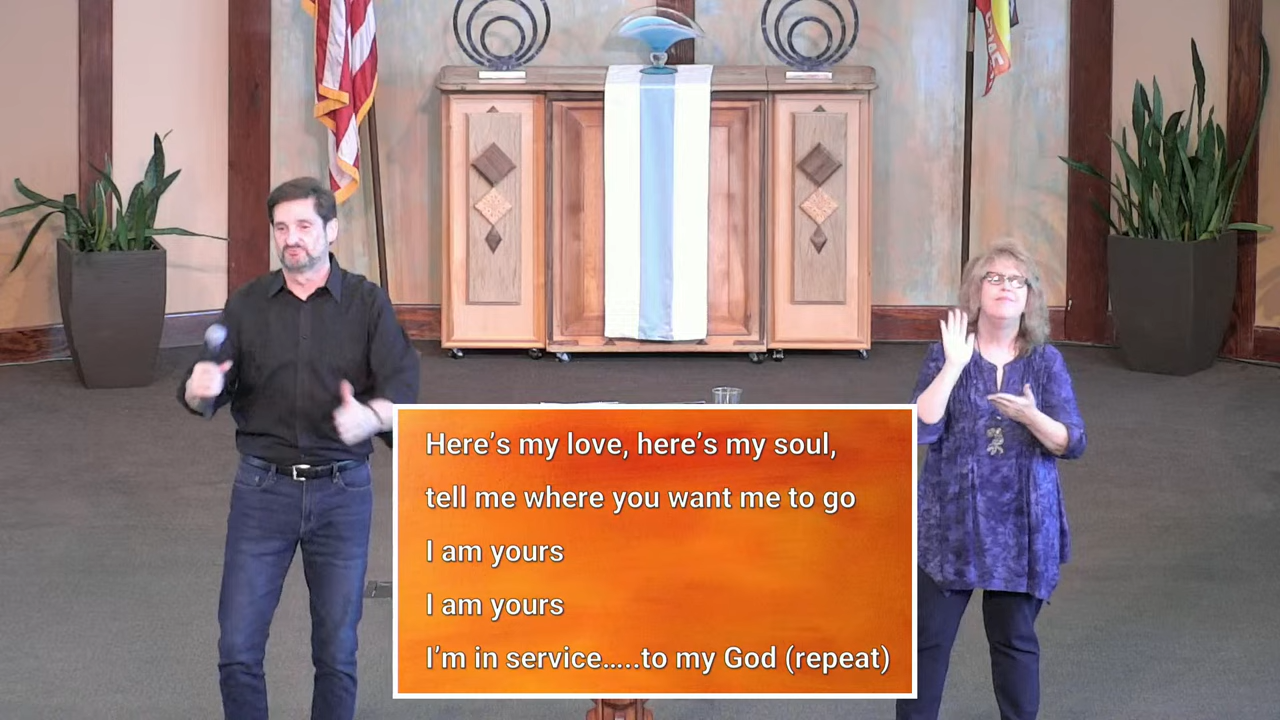 Here’s my love, here’s my soul,
tell me where you want me to go
I am yours
I am yours
I’m in service.....to my God (repeat)